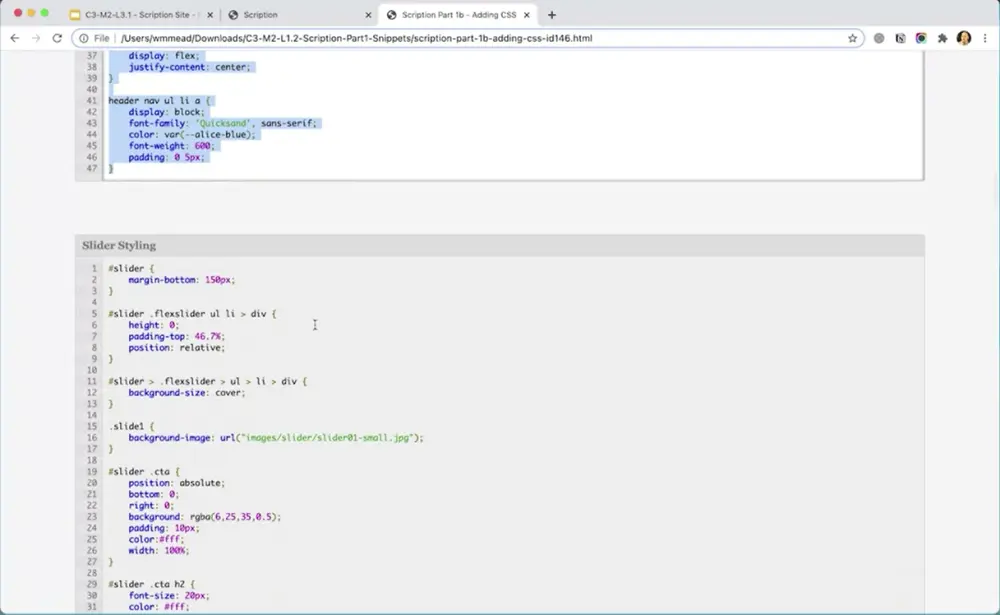 C3-M2-L3.1 - Scription Site -
Scription
Scription Part 1b - Adding CSS
File | /Users/wmmead/Downloads/C3-M2-L1.2-Scription-Part1-Snippets/scription-part-1b-adding-css-id146.html
37 display: flex;
38 justify-content: center;
39 }
40
41 header nav ul li a {
42 display: block;
43 font-family: 'Quicksand', sans-serif;
44 color: var(--alice-blue);
45 font-weight: 600;
46 padding: 0 5px;
47 }
Slider Styling
1 #slider {
2 margin-bottom: 150px;
3 }
4
5 #slider .flexslider ul li > div {
6 height: 0;
7 padding-top: 46.7%;
8 position: relative;
9 }
10
11 #slider > .flexslider > ul > li > div {
12 background-size: cover;
13 }
14
15 .slide1 {
16 background-image: url("images/slider/slider01-small.jpg");
17 }
18
19 #slider .cta {
20 position: absolute;
21 bottom: 0;
22 right: 0;
23 background: rgba(6,25,35,0.5);
24 padding: 10px;
25 color:#fff;
26 width: 100%;
27 }
28
29 #slider .cta h2 {
30 font-size: 20px;
31 color: #fff;